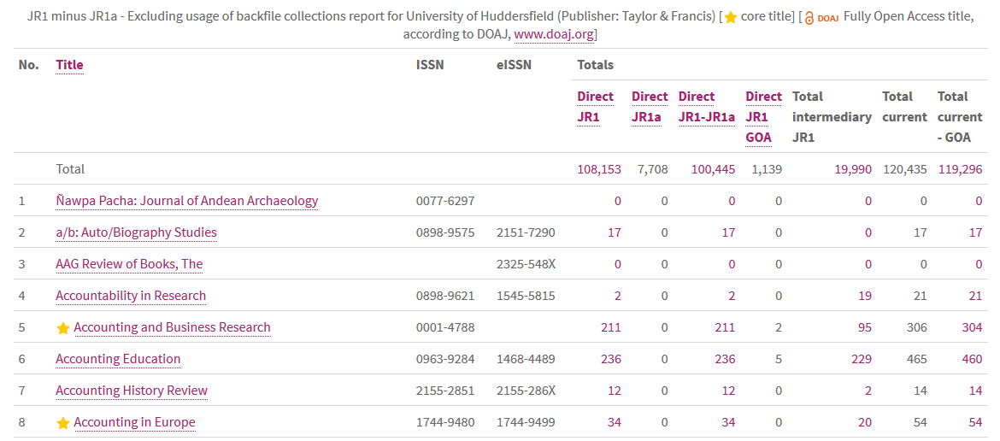 JR1 minus JR1a - Excluding usage of backfile collections report for University of Huddersfield (Publisher: Taylor & Francis) [ core title] [ DOAJ Fully Open Access title,
according to DOAJ, www.doaj.org]
No. Title ISSN eISSN Totals
Direct JR1 Direct JR1a Direct JR1-JR1a Direct JR1 GOA Total intermediary JR1 Total current Total current - GOA
Total 108,153 7,708 100,445 1,139 19,990 120,435 119,296
1 Ñawpa Pacha: Journal of Andean Archaeology 0077-6297 0 0 0 0 0 0 0
2 a/b: Auto/Biography Studies 0898-9575 2151-7290 17 0 17 0 0 17 17
3 AAG Review of Books, The 2325-548X 0 0 0 0 0 0 0
4 Accountability in Research 0898-9621 1545-5815 2 0 2 0 19 21 21
5 Accounting and Business Research 0001-4788 211 0 211 2 95 306 304
6 Accounting Education 0963-9284 1468-4489 236 0 236 5 229 465 460
7 Accounting History Review 2155-2851 2155-286X 12 0 12 0 2 14 14
8 Accounting in Europe 1744-9480 1744-9499 34 0 34 0 20 54 54